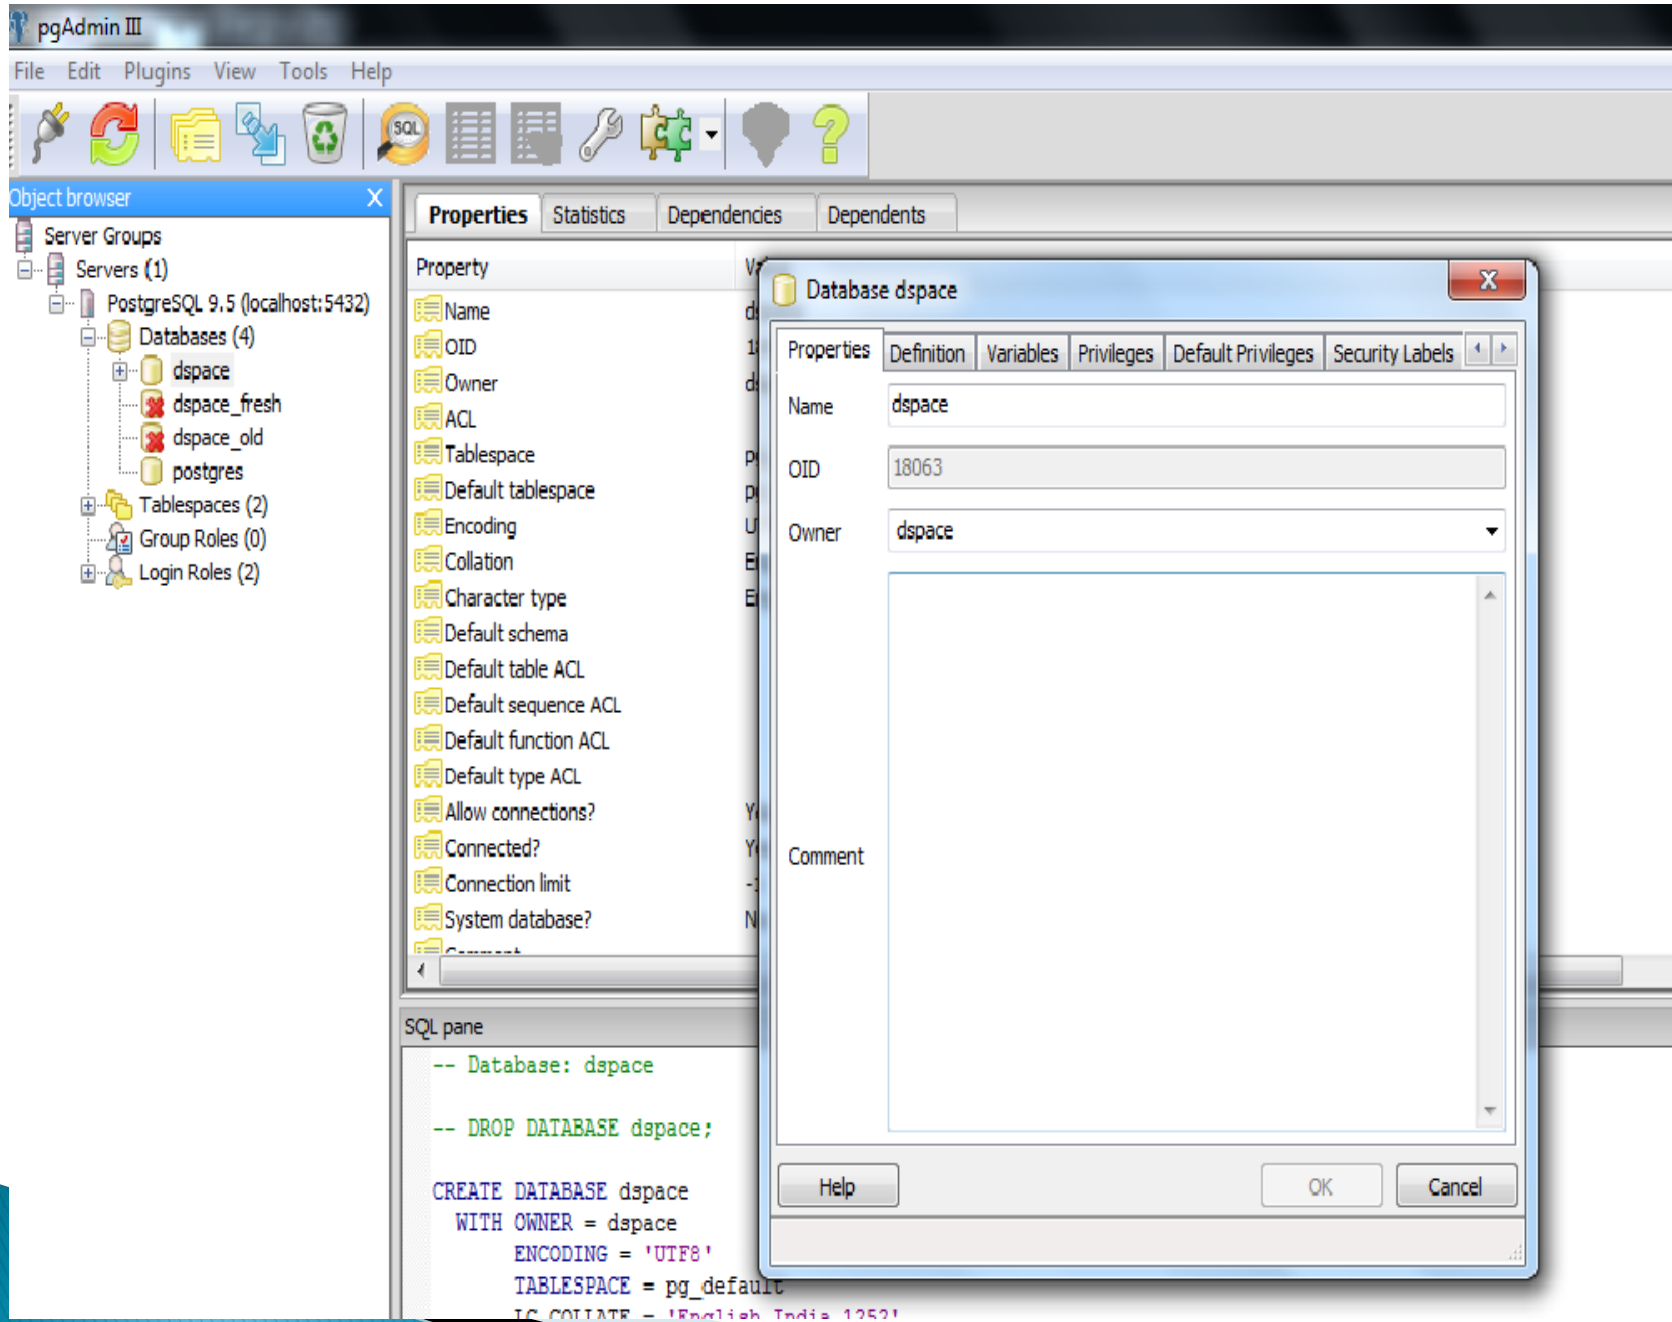 pgAdmin III
File Edit Plugins View Tools Help
SQL
Object browser X
Server Groups
Servers (1)
PostgreSQL 9.5 (localhost:5432)
Databases (4)
dspace
dspace_fresh
dspace_old
postgres
Tablespaces (2)
Group Roles (0)
Login Roles (2)
Properties Statistics Dependencies Dependents
Property
Name
OID
Owner
ACL
Tablespace
Default tablespace
Encoding
Collation
Character type
Default schema
Default table ACL
Default sequence ACL
Default function ACL
Default type ACL
Allow connections?
Connected?
Connection limit
System database?
Comment
Database dspace
Properties Definition Variables Privileges Default Privileges Security Labels
Name dspace
OID 18063
Owner dspace
Comment
Help OK Cancel
SQL pane
-- Database: dspace
-- DROP DATABASE dspace;
CREATE DATABASE dspace
WITH OWNER = dspace
ENCODING = 'UTF8'
TABLESPACE = pg_default
LC_COLLATE = 'English_India.1252'